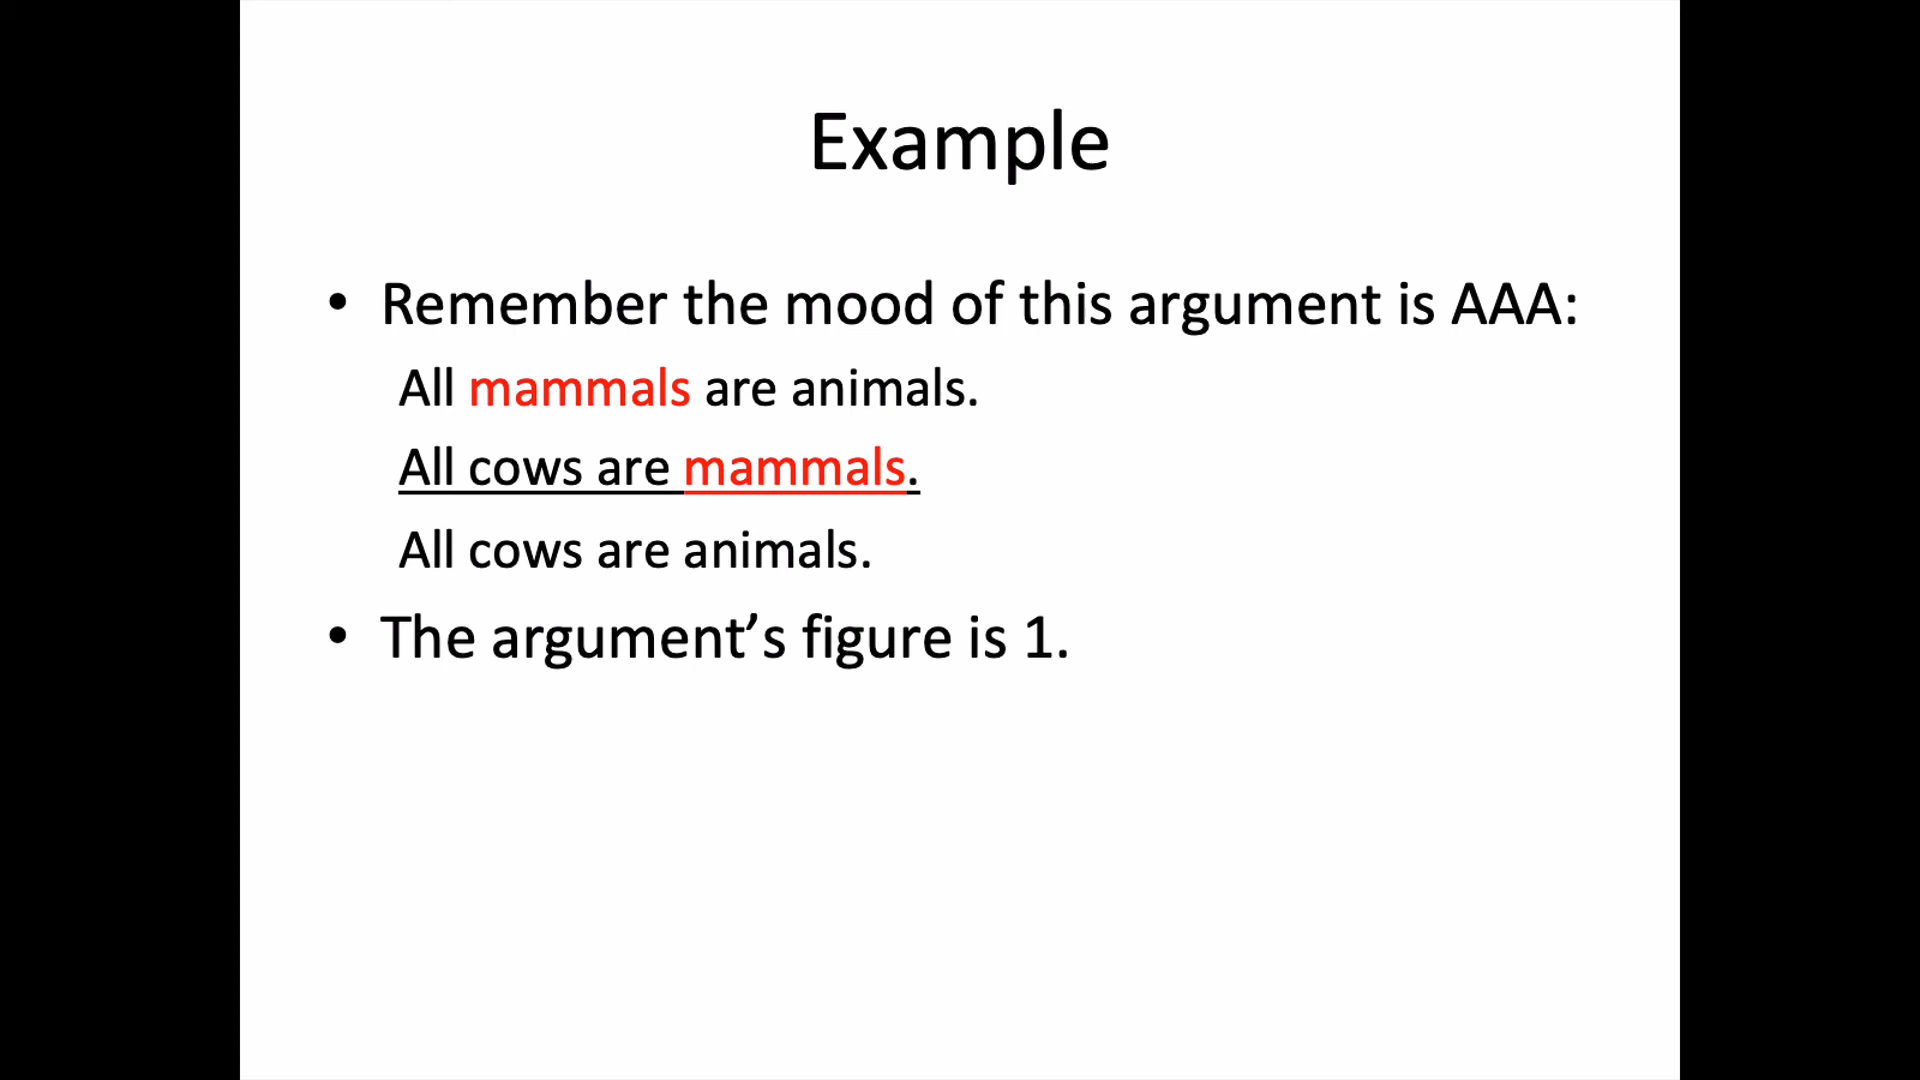 Example
• Remember the mood of this argument is AAA:
All mammals are animals.
All cows are mammals.
All cows are animals.
• The argument’s figure is 1.